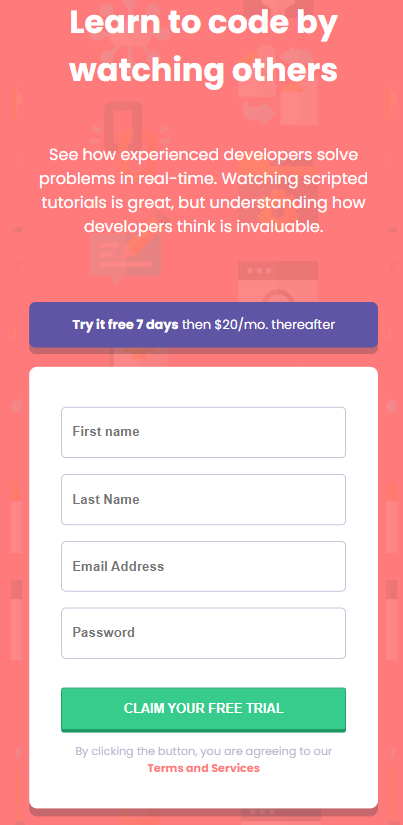 Learn to code by
watching others
See how experienced developers solve
problems in real-time. Watching scripted
tutorials is great, but understanding how
developers think is invaluable.
Try it free 7 days then $20/mo. thereafter
First name
Last Name
Email Address
Password
CLAIM YOUR FREE TRIAL
By clicking the button, you are agreeing to our
Terms and Services